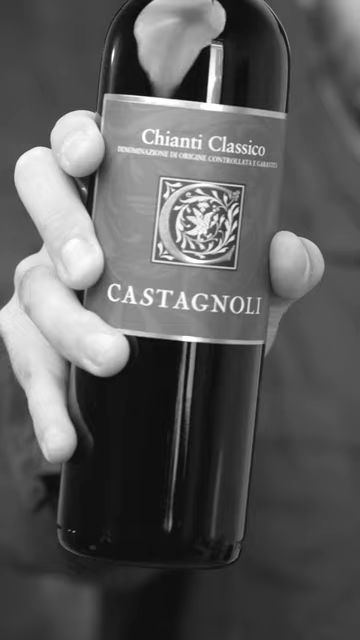 Chianti Classico
DENOMINAZIONE DI ORIGINE CONTROLLATA E GARANTITA
C
CASTAGNOLI